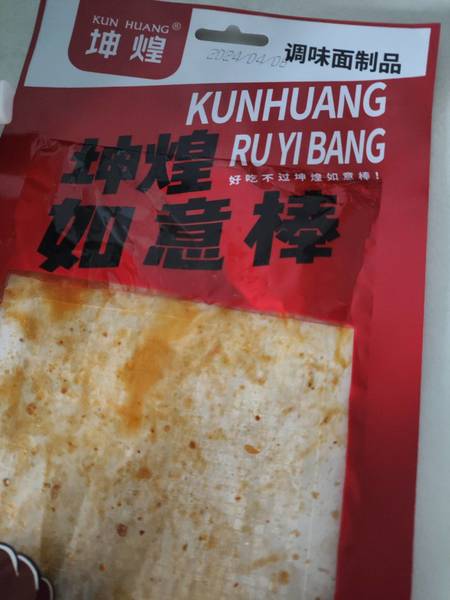 KUN HUANG®
坤煌
2024/04/08
调味面制品
KUNHUANG
RU YI BANG
好吃不过坤煌如意棒!
坤煌
如意棒